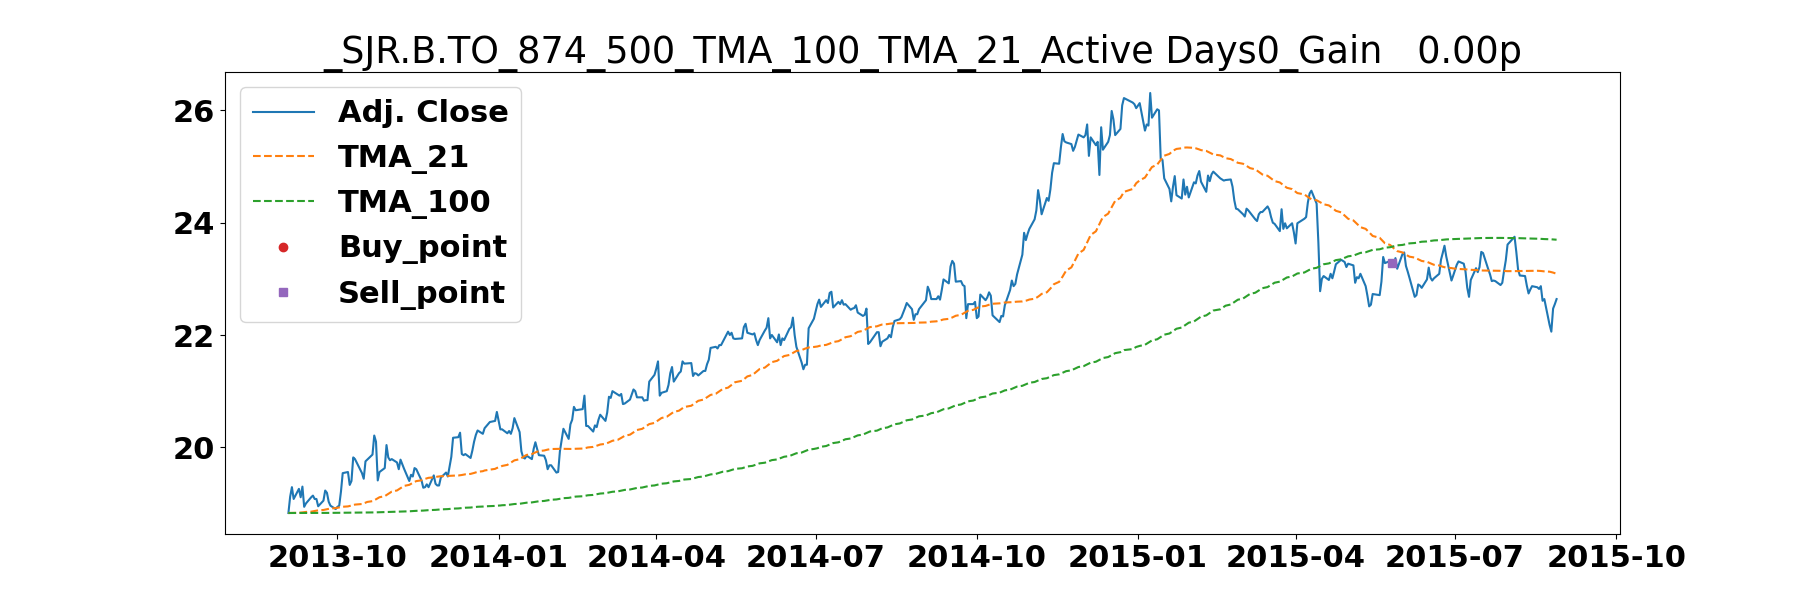 _SJR.B.TO_874_500_TMA_100_TMA_21_Active Days0_Gain   0.00p
Adj. Close
TMA_21
TMA_100
Buy_point
Sell_point
26
24
22
20
2013-10 2014-01 2014-04 2014-07 2014-10 2015-01 2015-04 2015-07 2015-10